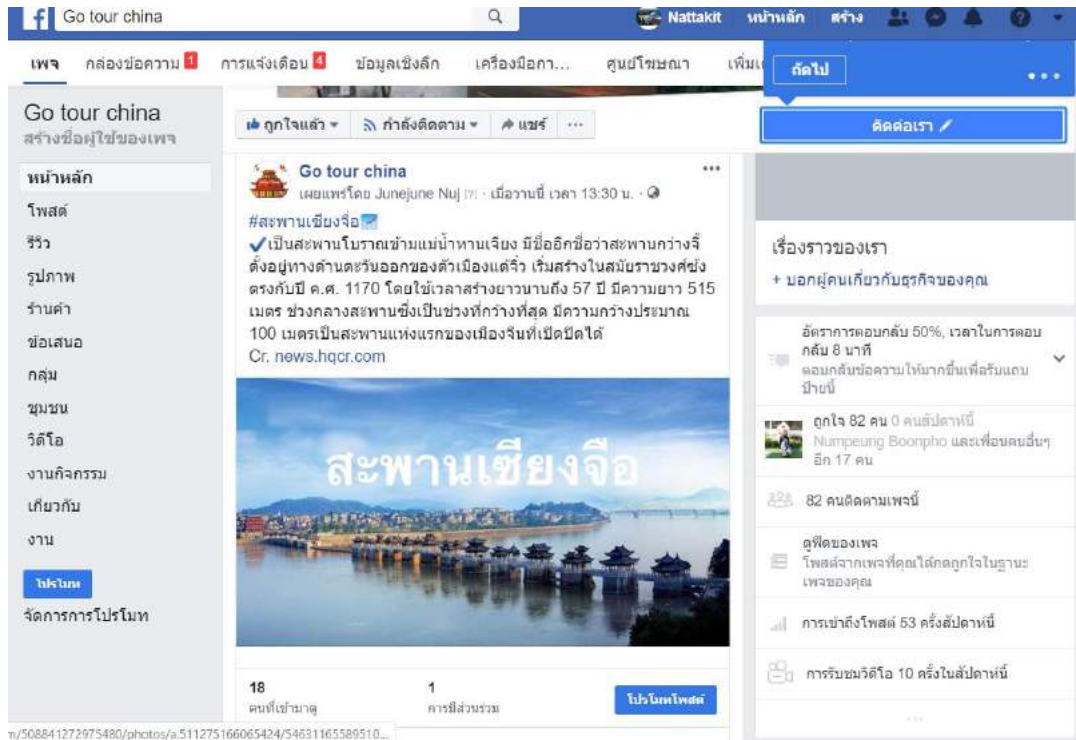 Go tour china
Nattakit หน้าหลัก สร้าง
เพจ กล่องข้อความ 1 การแจ้งเตือน 4 ข้อมูลเชิงลึก เครื่องมือกา... ศูนย์โฆษณา เพิ่มเ
ถัดไป
Go tour china
สร้างชื่อผู้ใช้ของเพจ
หน้าหลัก
โพสต์
รีวิว
รูปภาพ
ร้านค้า
ข้อเสนอ
กลุ่ม
ชุมชน
วิดีโอ
งานกิจกรรม
เกี่ยวกับ
งาน
โปรโมท
จัดการการโปรโมท
ถูกใจแล้ว กำลังติดตาม แชร์ ...
ติดต่อเรา
Go tour china
เผยแพร่โดย Junejune Nuj [?] · เมื่อวานนี้ เวลา 13:30 น. ·
#สะพานเชียงจื่อ
✓เป็นสะพานโบราณข้ามแม่น้ำหานเจียง มีชื่ออีกชื่อว่าสะพานกว่างจี้
ตั้งอยู่ทางด้านตะวันออกของตัวเมืองแต้จิ๋ว เริ่มสร้างในสมัยราชวงศ์ซ่ง
ตรงกับปี ค.ศ. 1170 โดยใช้เวลาสร้างยาวนานถึง 57 ปี มีความยาว 515
เมตร ช่วงกลางสะพานซึ่งเป็นช่วงที่กว้างที่สุด มีความกว้างประมาณ
100 เมตรเป็นสะพานแห่งแรกของเมืองจีนที่เปิดปิดได้
Cr. news.hqcr.com
สะพานเชียงจือ
18
คนที่เข้ามาดู
1
การมีส่วนร่วม
โปรโมทโพสต์
เรื่องราวของเรา
+ บอกผู้คนเกี่ยวกับธุรกิจของคุณ
อัตราการตอบกลับ 50%, เวลาในการตอบ
กลับ 8 นาที
ตอบกลับข้อความให้มากขึ้นเพื่อรับแถบ
ป้ายนี้
ถูกใจ 82 คน 0 คนสัปดาห์นี้
Numpeung Boonpho และเพื่อนคนอื่นๆ
อีก 17 คน
82 คนติดตามเพจนี้
ดูฟีดของเพจ
โพสต์จากเพจที่คุณได้กดถูกใจในฐานะ
เพจของคุณ
การเข้าถึงโพสต์ 53 ครั้งสัปดาห์นี้
การรับชมวิดีโอ 10 ครั้งในสัปดาห์นี้
m/508841272975480/photos/a.511275166065424/54631165589510...